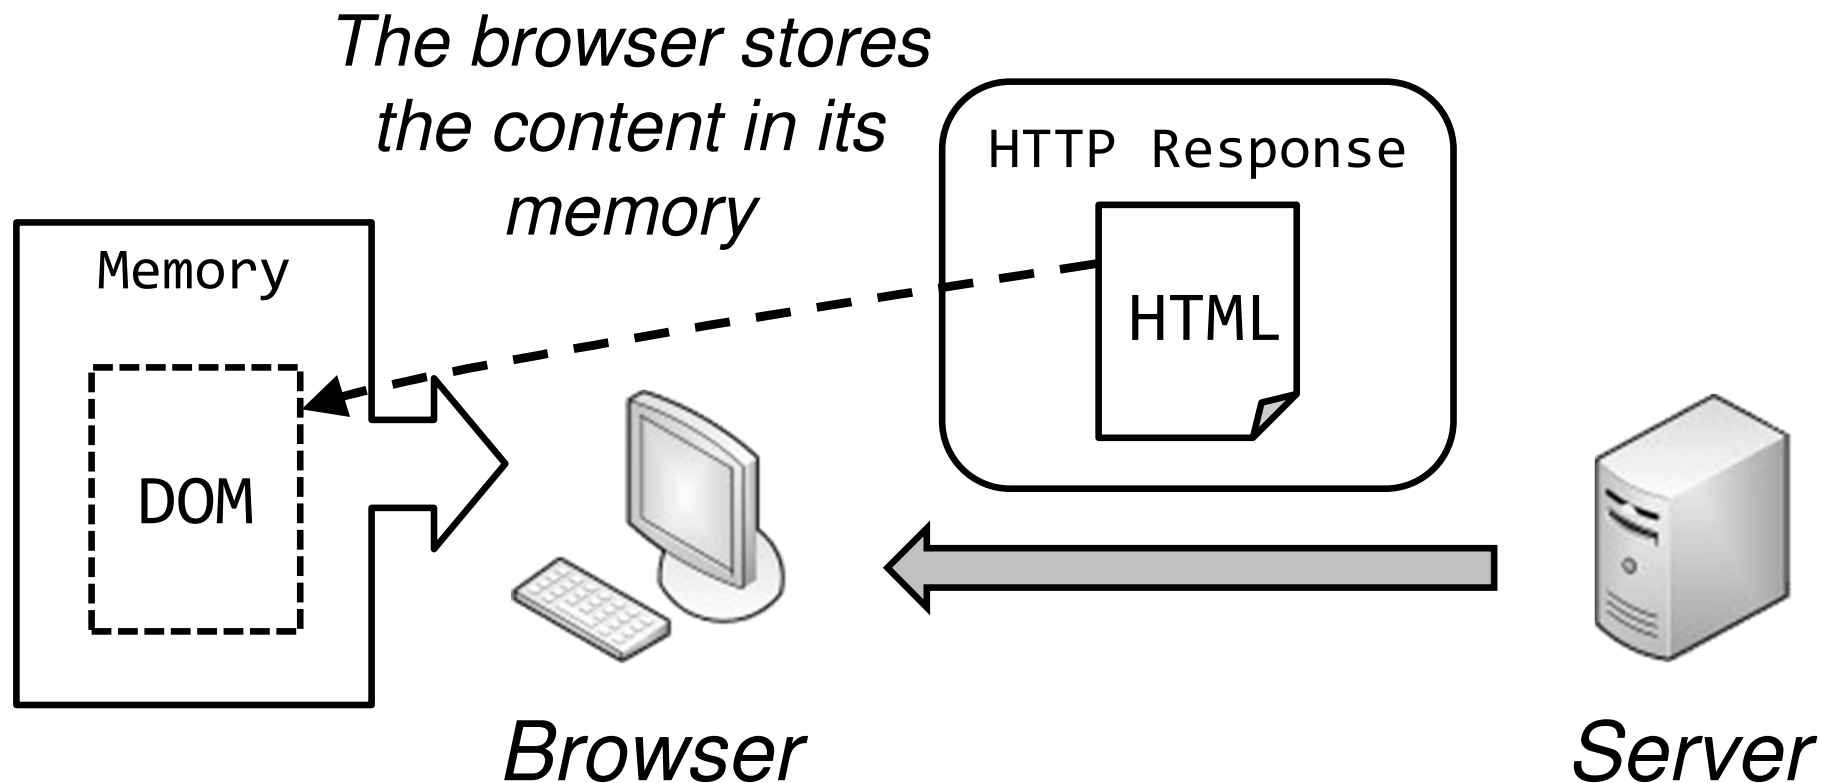 The browser stores
the content in its
memory
HTTP Response
HTML
Memory
DOM
Browser
Server